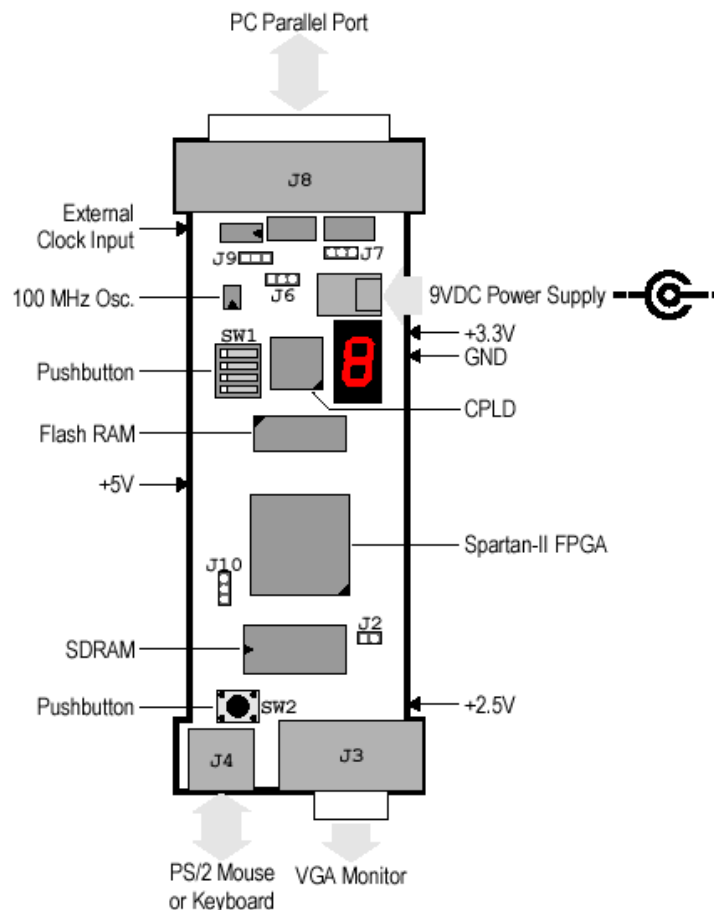 PC Parallel Port
J8
External
Clock Input
J9
J7
J6
100 MHz Osc.
9VDC Power Supply
+3.3V
GND
SW1
8
Pushbutton
CPLD
Flash RAM
+5V
Spartan-II FPGA
J10
J2
SDRAM
Pushbutton
SW2
+2.5V
J4
J3
PS/2 Mouse
or Keyboard
VGA Monitor